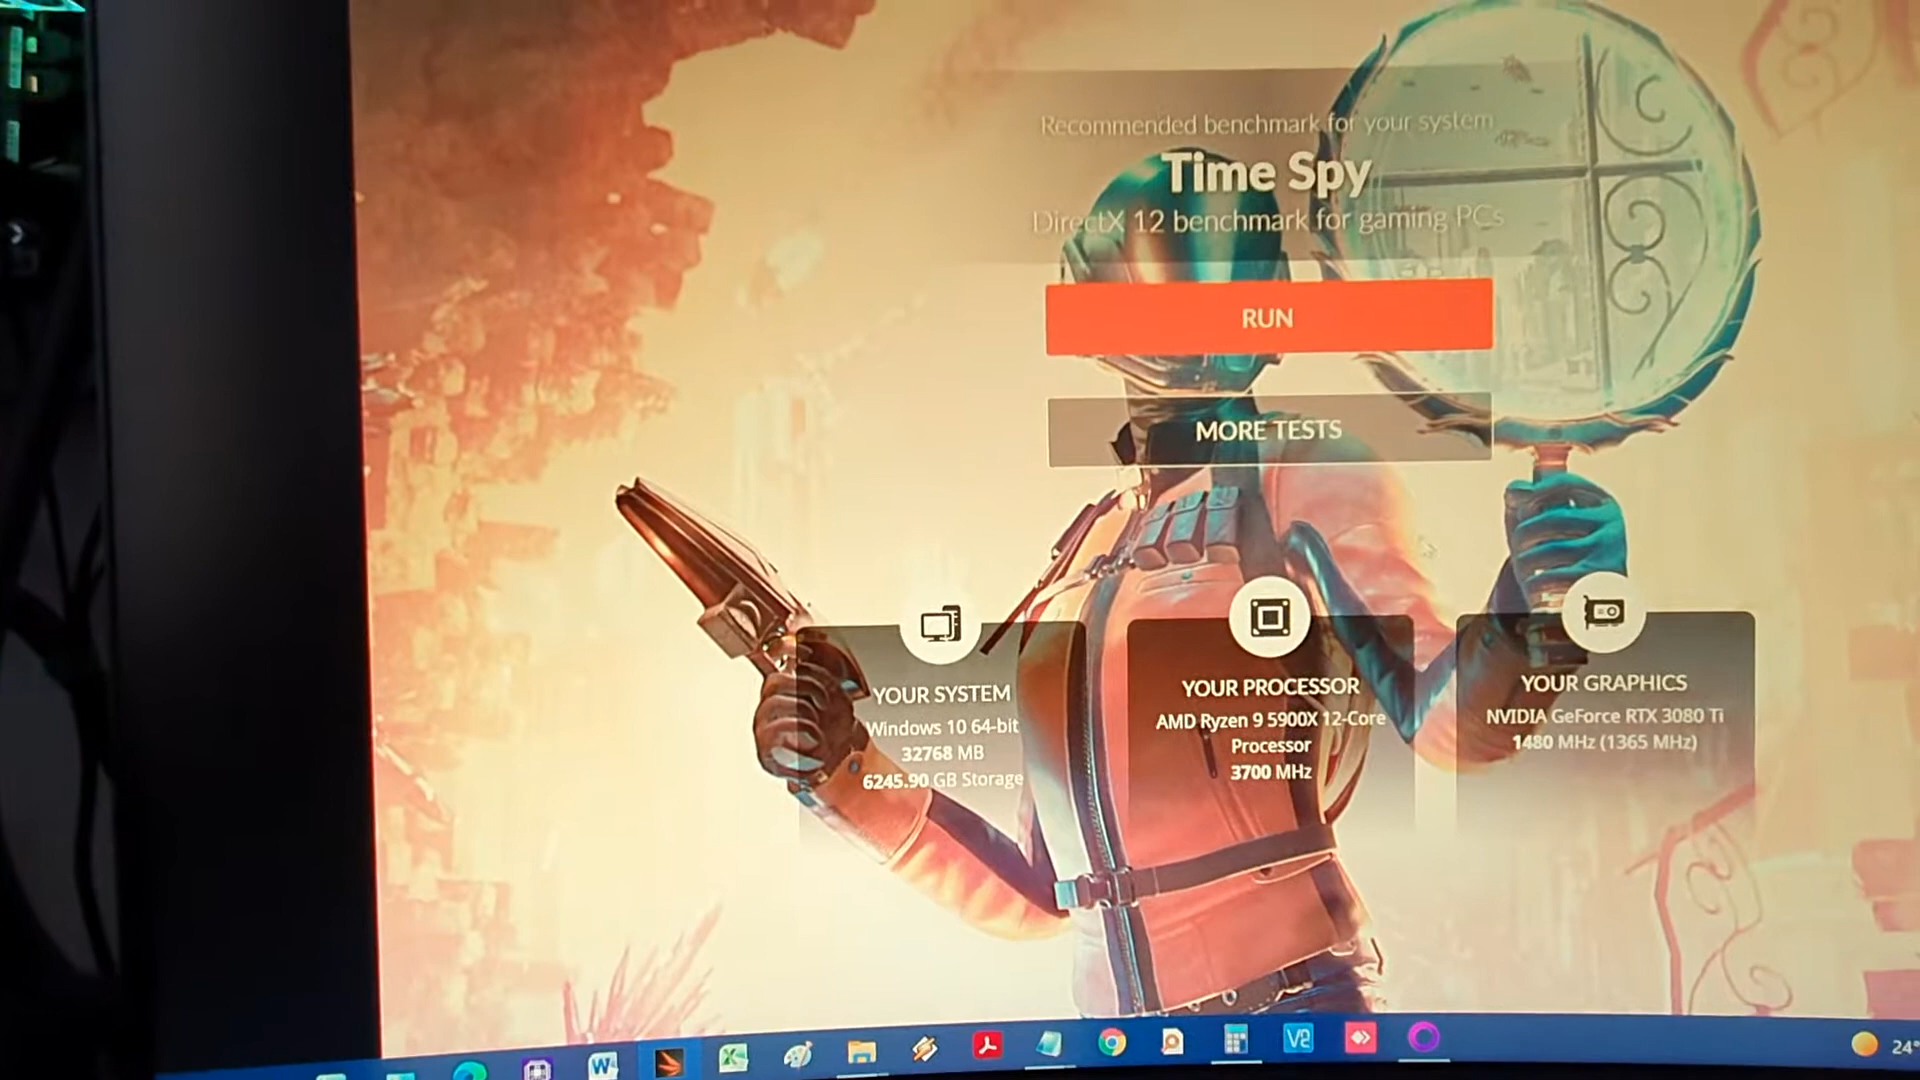 Recommended benchmark for your system
Time Spy
DirectX 12 benchmark for gaming PCs
RUN
MORE TESTS
YOUR SYSTEM
Windows 10 64-bit
32768 MB
6245.90 GB Storage
YOUR PROCESSOR
AMD Ryzen 9 5900X 12-Core
Processor
3700 MHz
YOUR GRAPHICS
NVIDIA GeForce RTX 3080 Ti
1480 MHz (1365 MHz)
24°